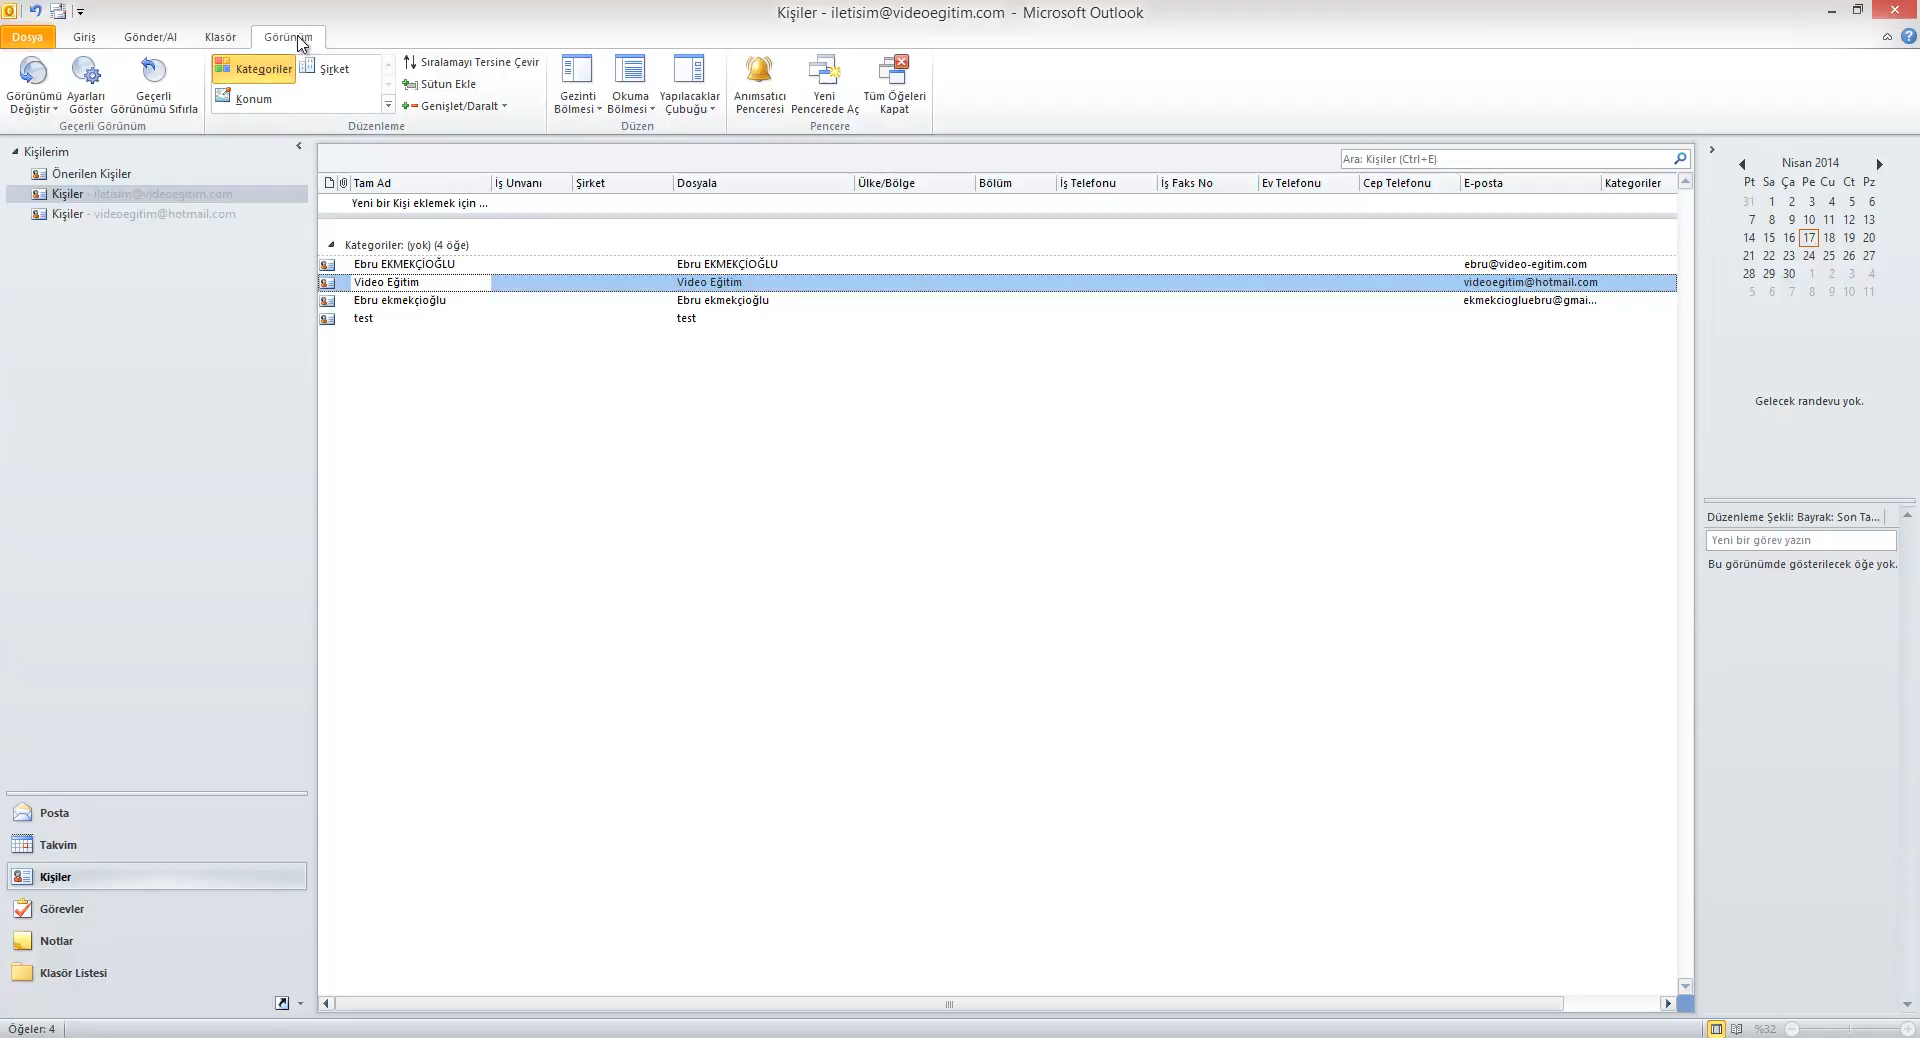 Kişiler - iletisim@videoegitim.com - Microsoft Outlook
Dosya Giriş Gönder/Al Klasör Görünüm
Görünümü Değiştir
Ayarları Göster
Geçerli Görünümü Sıfırla
Geçerli Görünüm
Kategoriler
Şirket
Konum
Sıralamayı Tersine Çevir
Sütun Ekle
Genişlet/Daralt
Düzenleme
Gezinti Bölmesi
Okuma Bölmesi
Yapılacaklar Çubuğu
Düzen
Anımsatıcı Penceresi
Yeni Pencerede Aç
Tüm Öğeleri Kapat
Pencere
Kişilerim
Önerilen Kişiler
Kişiler - iletisim@videoegitim.com
Kişiler - videoegitim@hotmail.com
Posta
Takvim
Kişiler
Görevler
Notlar
Klasör Listesi
Ara: Kişiler (Ctrl+E)
Tam Ad İş Unvanı Şirket Dosyala Ülke/Bölge Bölüm İş Telefonu İş Faks No Ev Telefonu Cep Telefonu E-posta Kategoriler
Yeni bir Kişi eklemek için ...
Kategoriler: (yok) (4 öğe)
Ebru EKMEKÇİOĞLU Ebru EKMEKÇİOĞLU ebru@video-egitim.com
Video Eğitim Video Eğitim videoegitim@hotmail.com
Ebru ekmekçioğlu Ebru ekmekçioğlu ekmekciogluebru@gmai...
test test
Nisan 2014
Pt Sa Ça Pe Cu Ct Pz
31 1 2 3 4 5 6
7 8 9 10 11 12 13
14 15 16 17 18 19 20
21 22 23 24 25 26 27
28 29 30 1 2 3 4
5 6 7 8 9 10 11
Gelecek randevu yok.
Düzenleme Şekli: Bayrak: Son Ta...
Yeni bir görev yazın
Bu görünümde gösterilecek öğe yok.
Öğeler: 4
%32